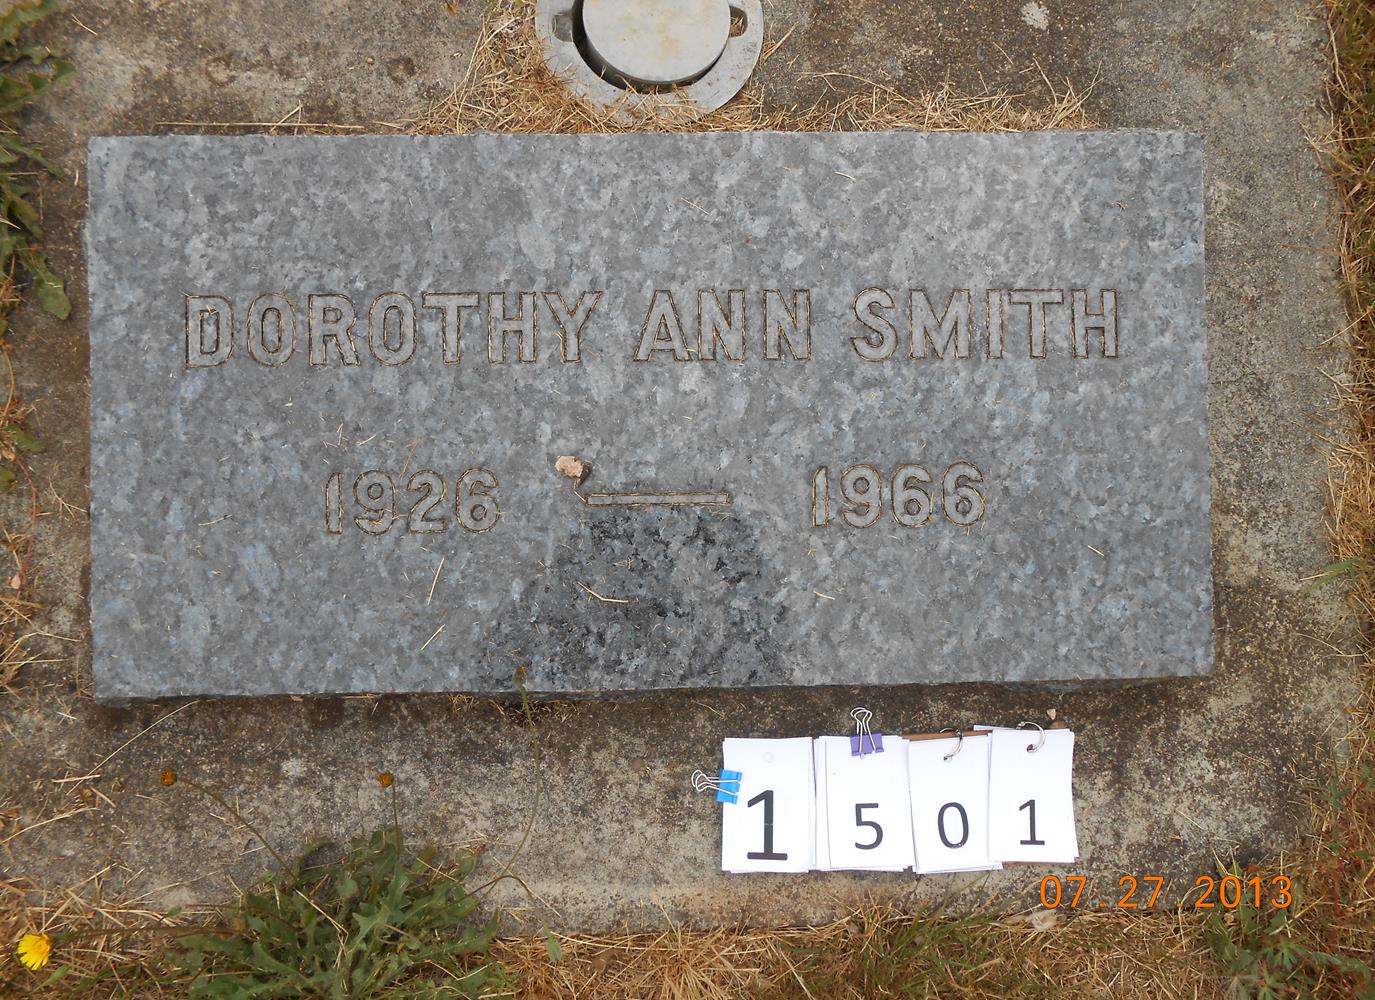 DOROTHY ANN SMITH
1926 — 1966
1 5 0 1
07.27.2013